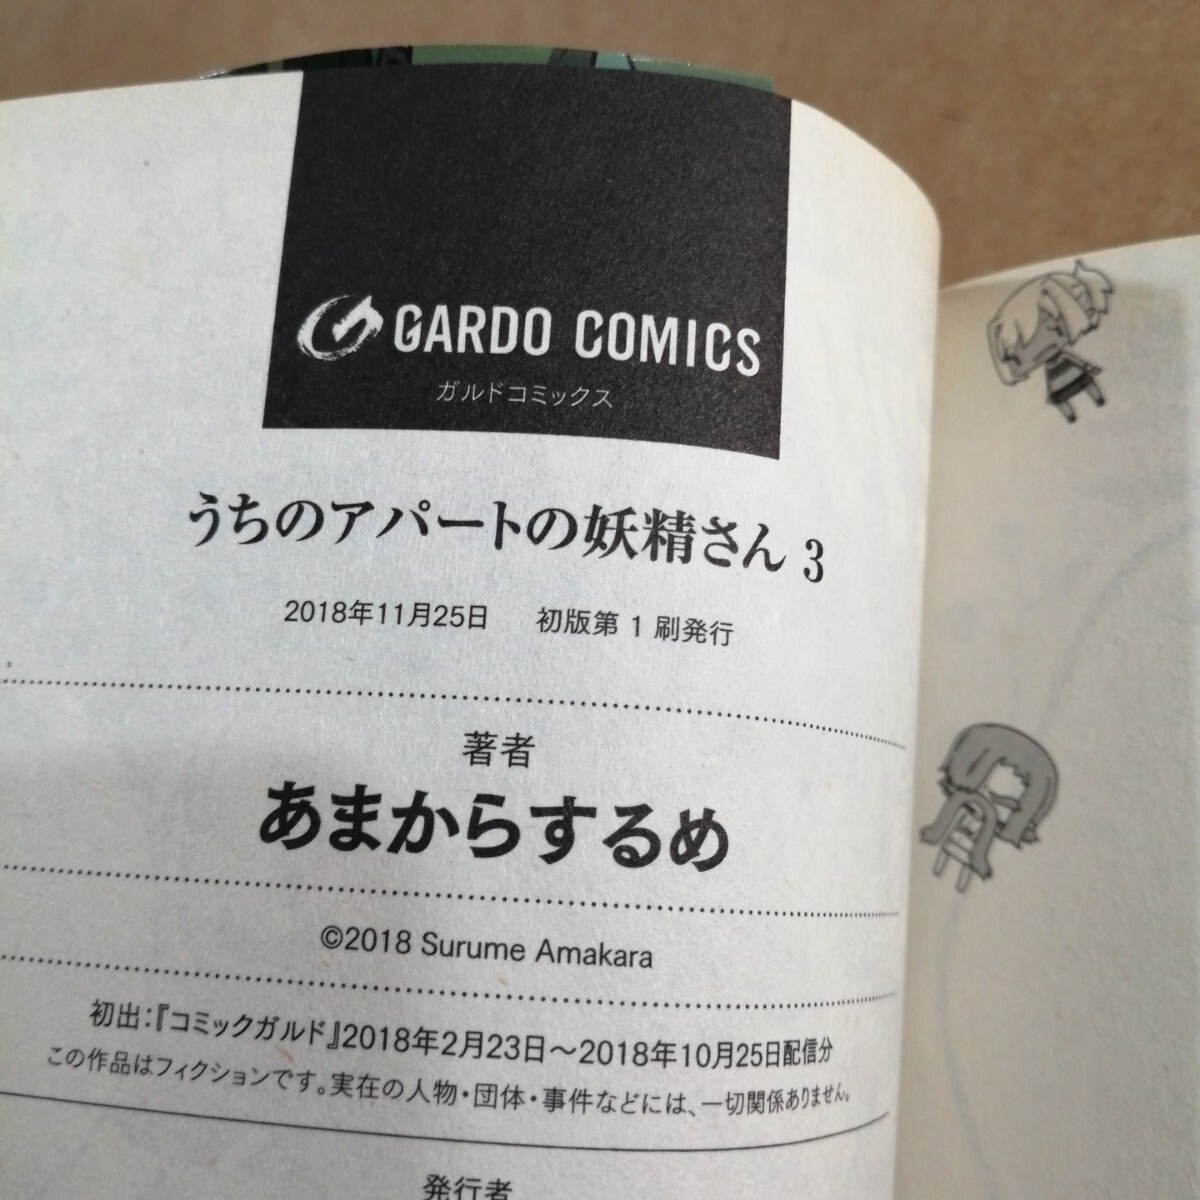 GARDO COMICS
ガルドコミックス
うちのアパートの妖精さん 3
2018年11月25日 初版第1刷発行
著者
あまからするめ
©2018 Surume Amakara
初出:『コミックガルド』2018年2月23日～2018年10月25日配信分
この作品はフィクションです。実在の人物・団体・事件などには、一切関係ありません。
発行者